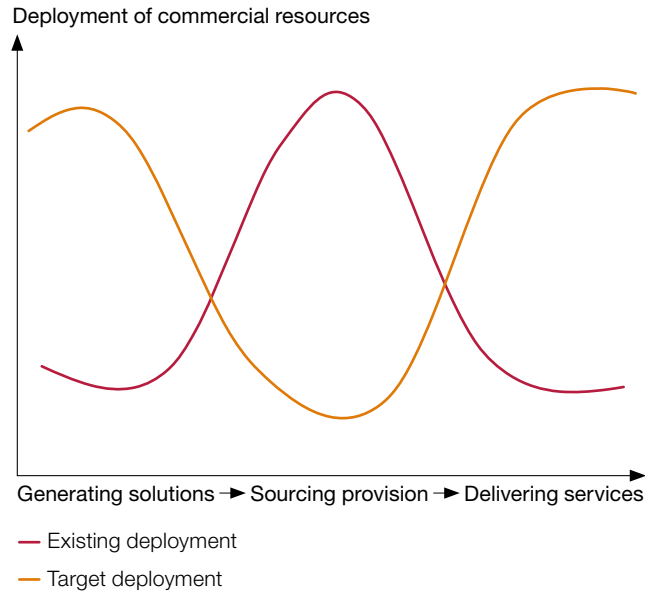 Deployment of commercial resources
Generating solutions → Sourcing provision → Delivering services
Existing deployment
Target deployment